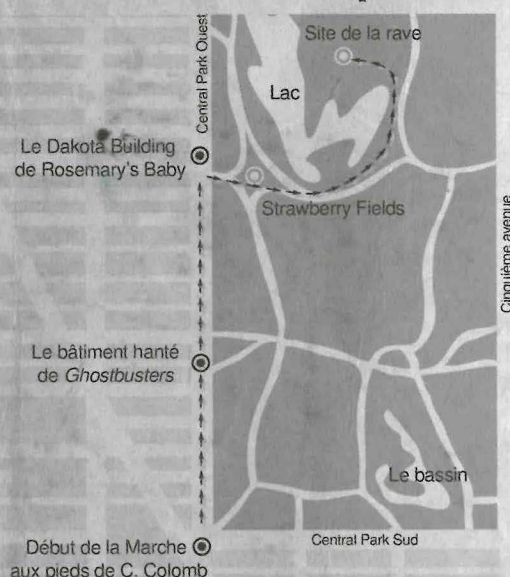 Central Park Ouest
Site de la rave
Lac
Le Dakota Building
de Rosemary's Baby
Strawberry Fields
Cinquième avenue
Le bâtiment hanté
de Ghostbusters
Le bassin
Central Park Sud
Début de la Marche
aux pieds de C. Colomb